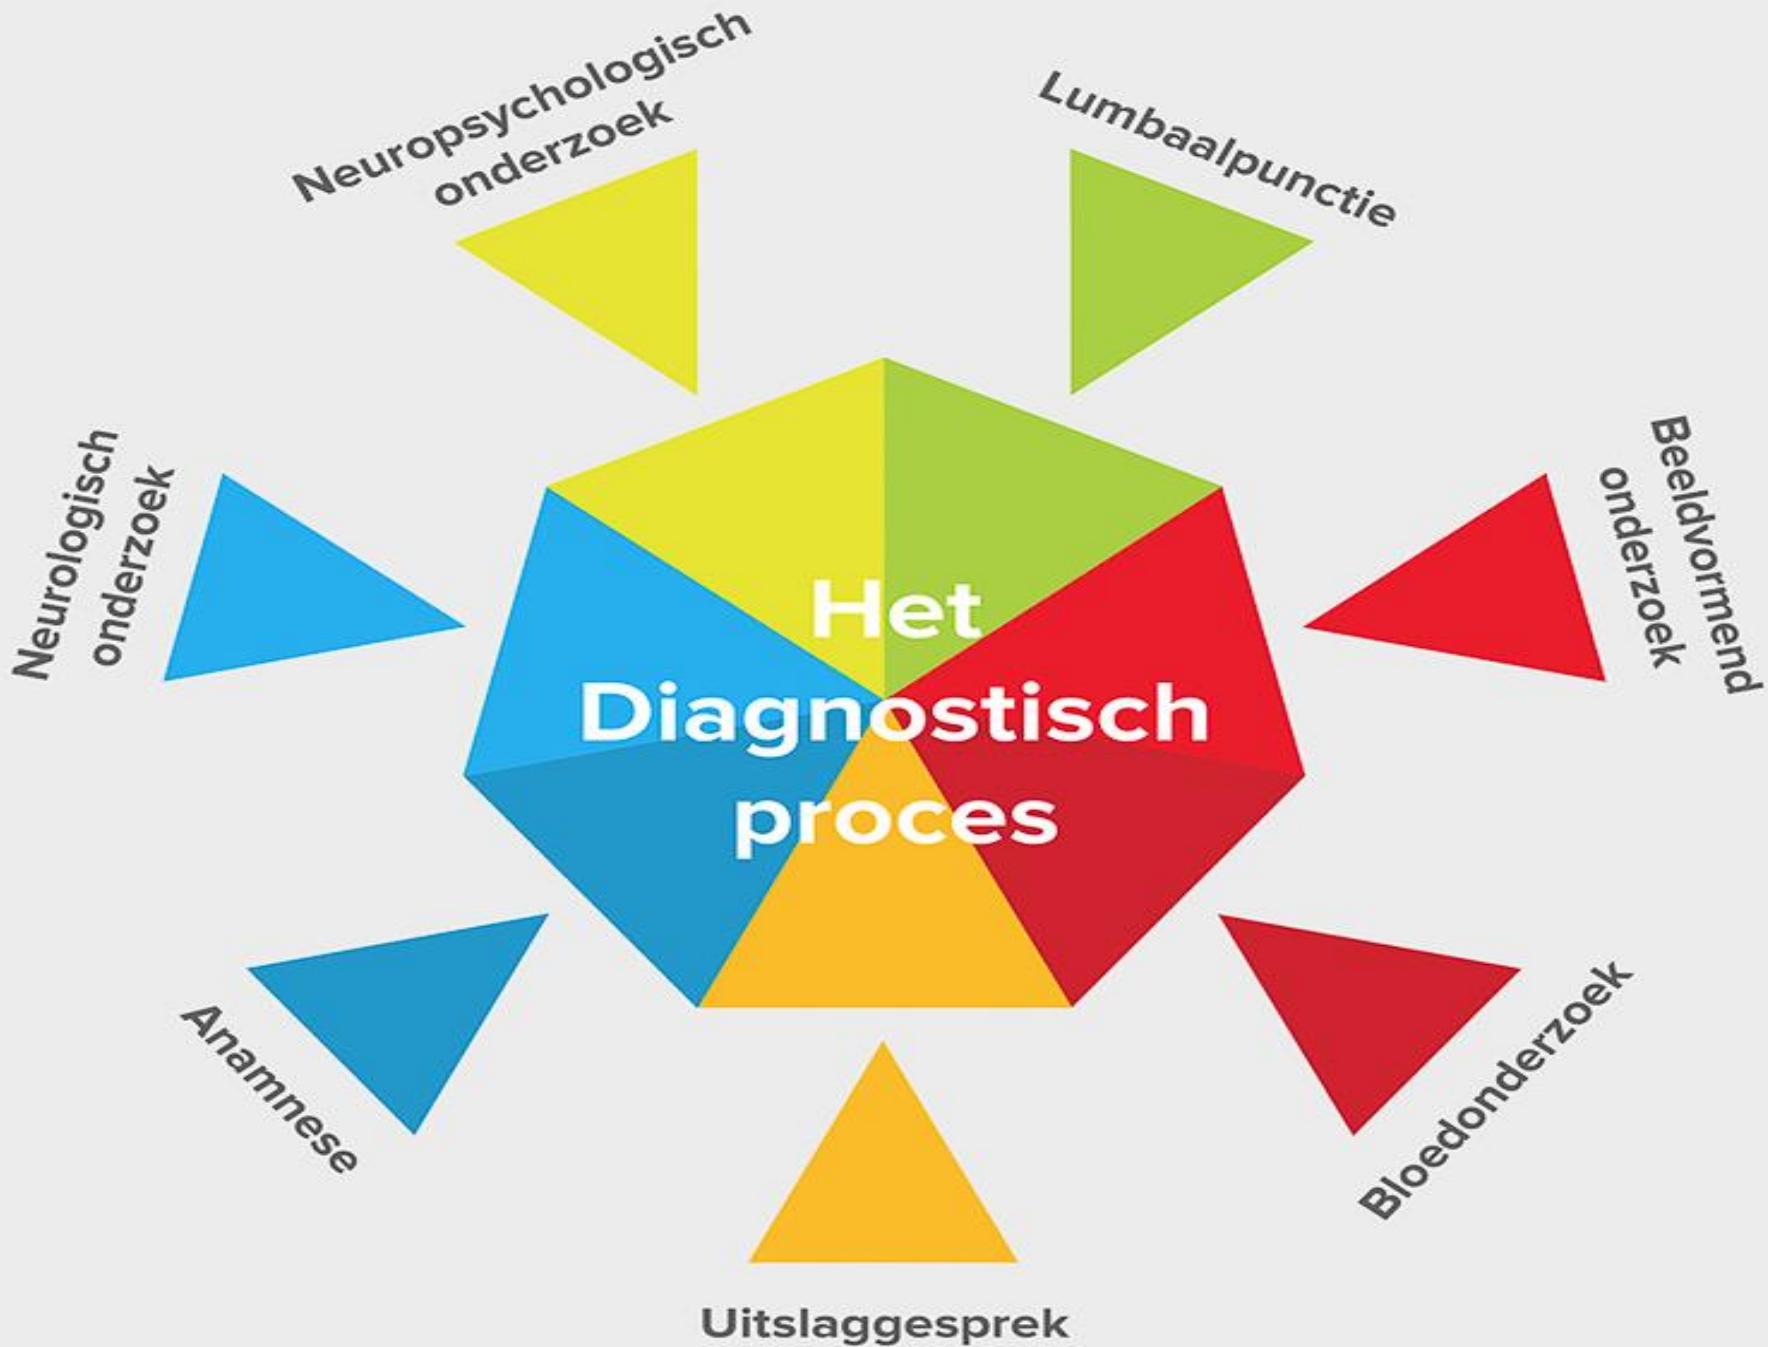 Neuropsychologisch
onderzoek
Lumbaalpunctie
Neurologisch
onderzoek
Beeldvormend
onderzoek
Het
Diagnostisch
proces
Anamnese
Bloedonderzoek
Uitslaggesprek